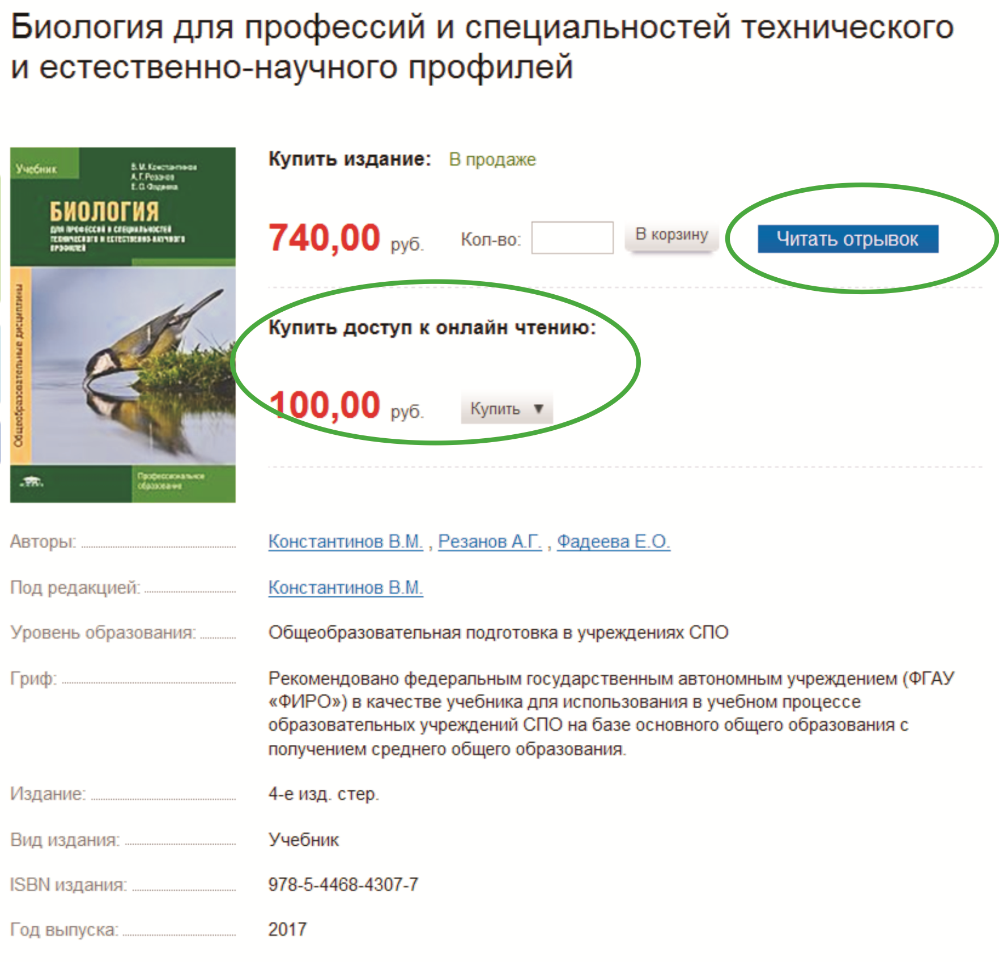 Биология для профессий и специальностей технического
и естественно-научного профилей
Учебник
В.М. Константинов
А.Г. Резанов
Е.О. Фадеева
БИОЛОГИЯ
ДЛЯ ПРОФЕССИЙ И СПЕЦИАЛЬНОСТЕЙ
ТЕХНИЧЕСКОГО И ЕСТЕСТВЕННО-НАУЧНОГО
ПРОФИЛЕЙ
Общеобразовательные дисциплины
Профессиональное
образование
Купить издание: В продаже
740,00 руб. Кол-во: В корзину Читать отрывок
Купить доступ к онлайн чтению:
100,00 руб. Купить ▼
Авторы: Константинов В.М. , Резанов А.Г. , Фадеева Е.О.
Под редакцией: Константинов В.М.
Уровень образования: Общеобразовательная подготовка в учреждениях СПО
Гриф: Рекомендовано федеральным государственным автономным учреждением (ФГАУ
«ФИРО») в качестве учебника для использования в учебном процессе
образовательных учреждений СПО на базе основного общего образования с
получением среднего общего образования.
Издание: 4-е изд. стер.
Вид издания: Учебник
ISBN издания: 978-5-4468-4307-7
Год выпуска: 2017